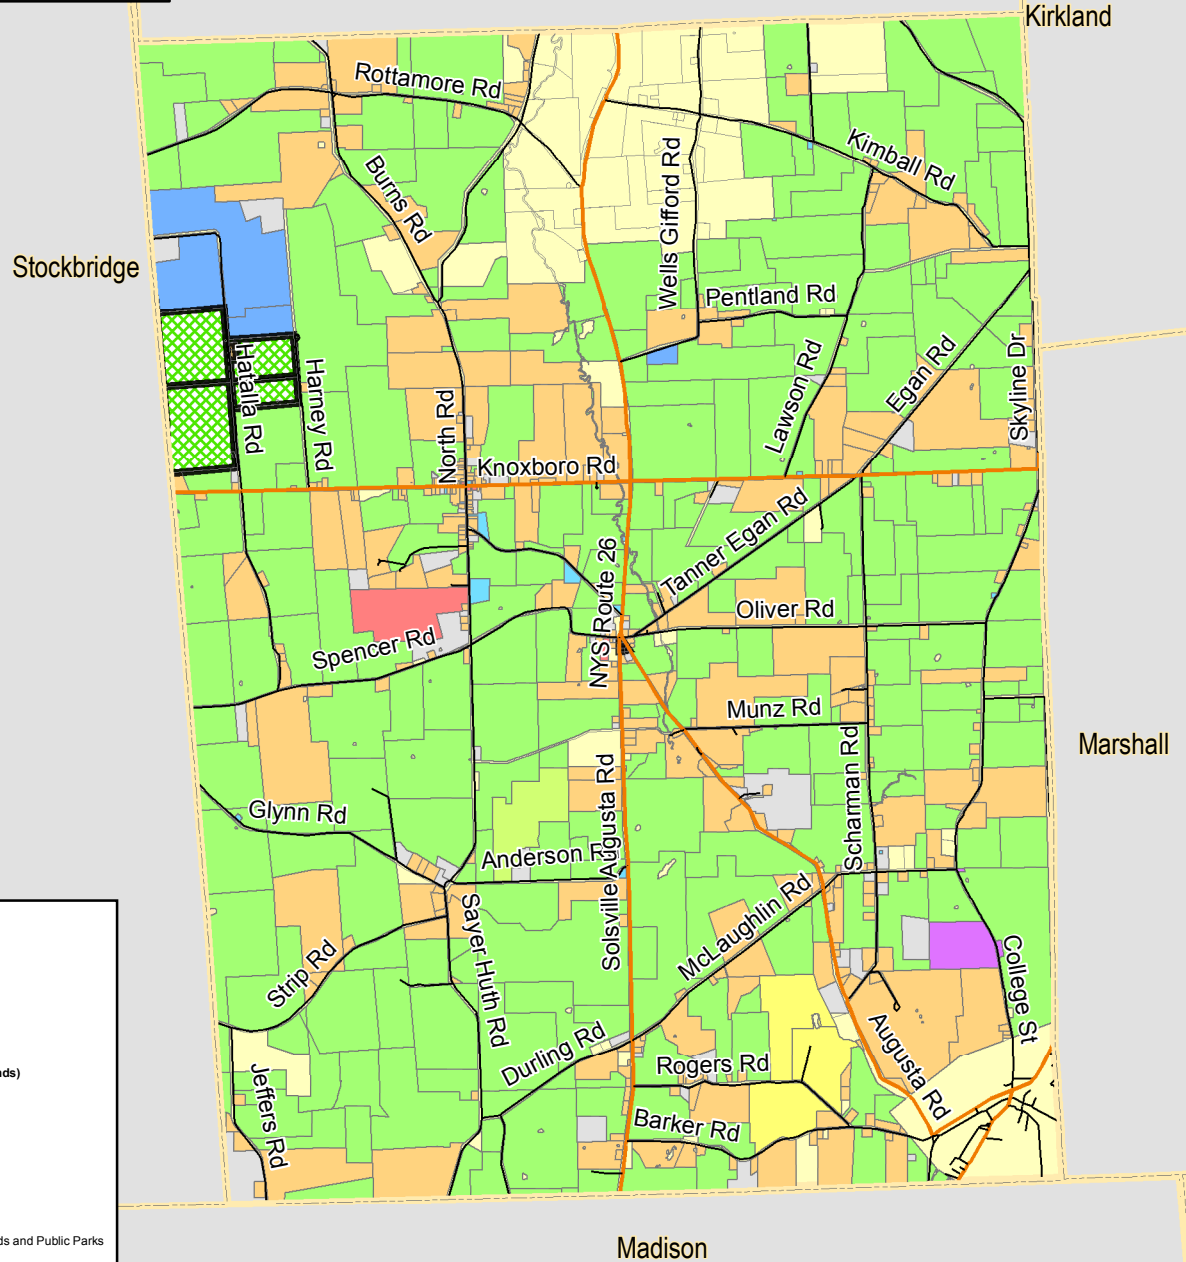 Kirkland
Rottamore Rd
Kimball Rd
Burns Rd
Wells Gifford Rd
Stockbridge
Pentland Rd
Hatalla Rd
Harney Rd
Lawson Rd
Egan Rd
Skyline Dr
North Rd
Knoxboro Rd
Tanner Egan Rd
NYS Route 26
Oliver Rd
Spencer Rd
Munz Rd
Marshall
Scharman Rd
Solsville Augusta Rd
Glynn Rd
Anderson R
McLaughlin Rd
Sayer Huth Rd
Strip Rd
College St
Augusta Rd
Durling Rd
Rogers Rd
Jeffers Rd
Barker Rd
nds)
ds and Public Parks
Madison